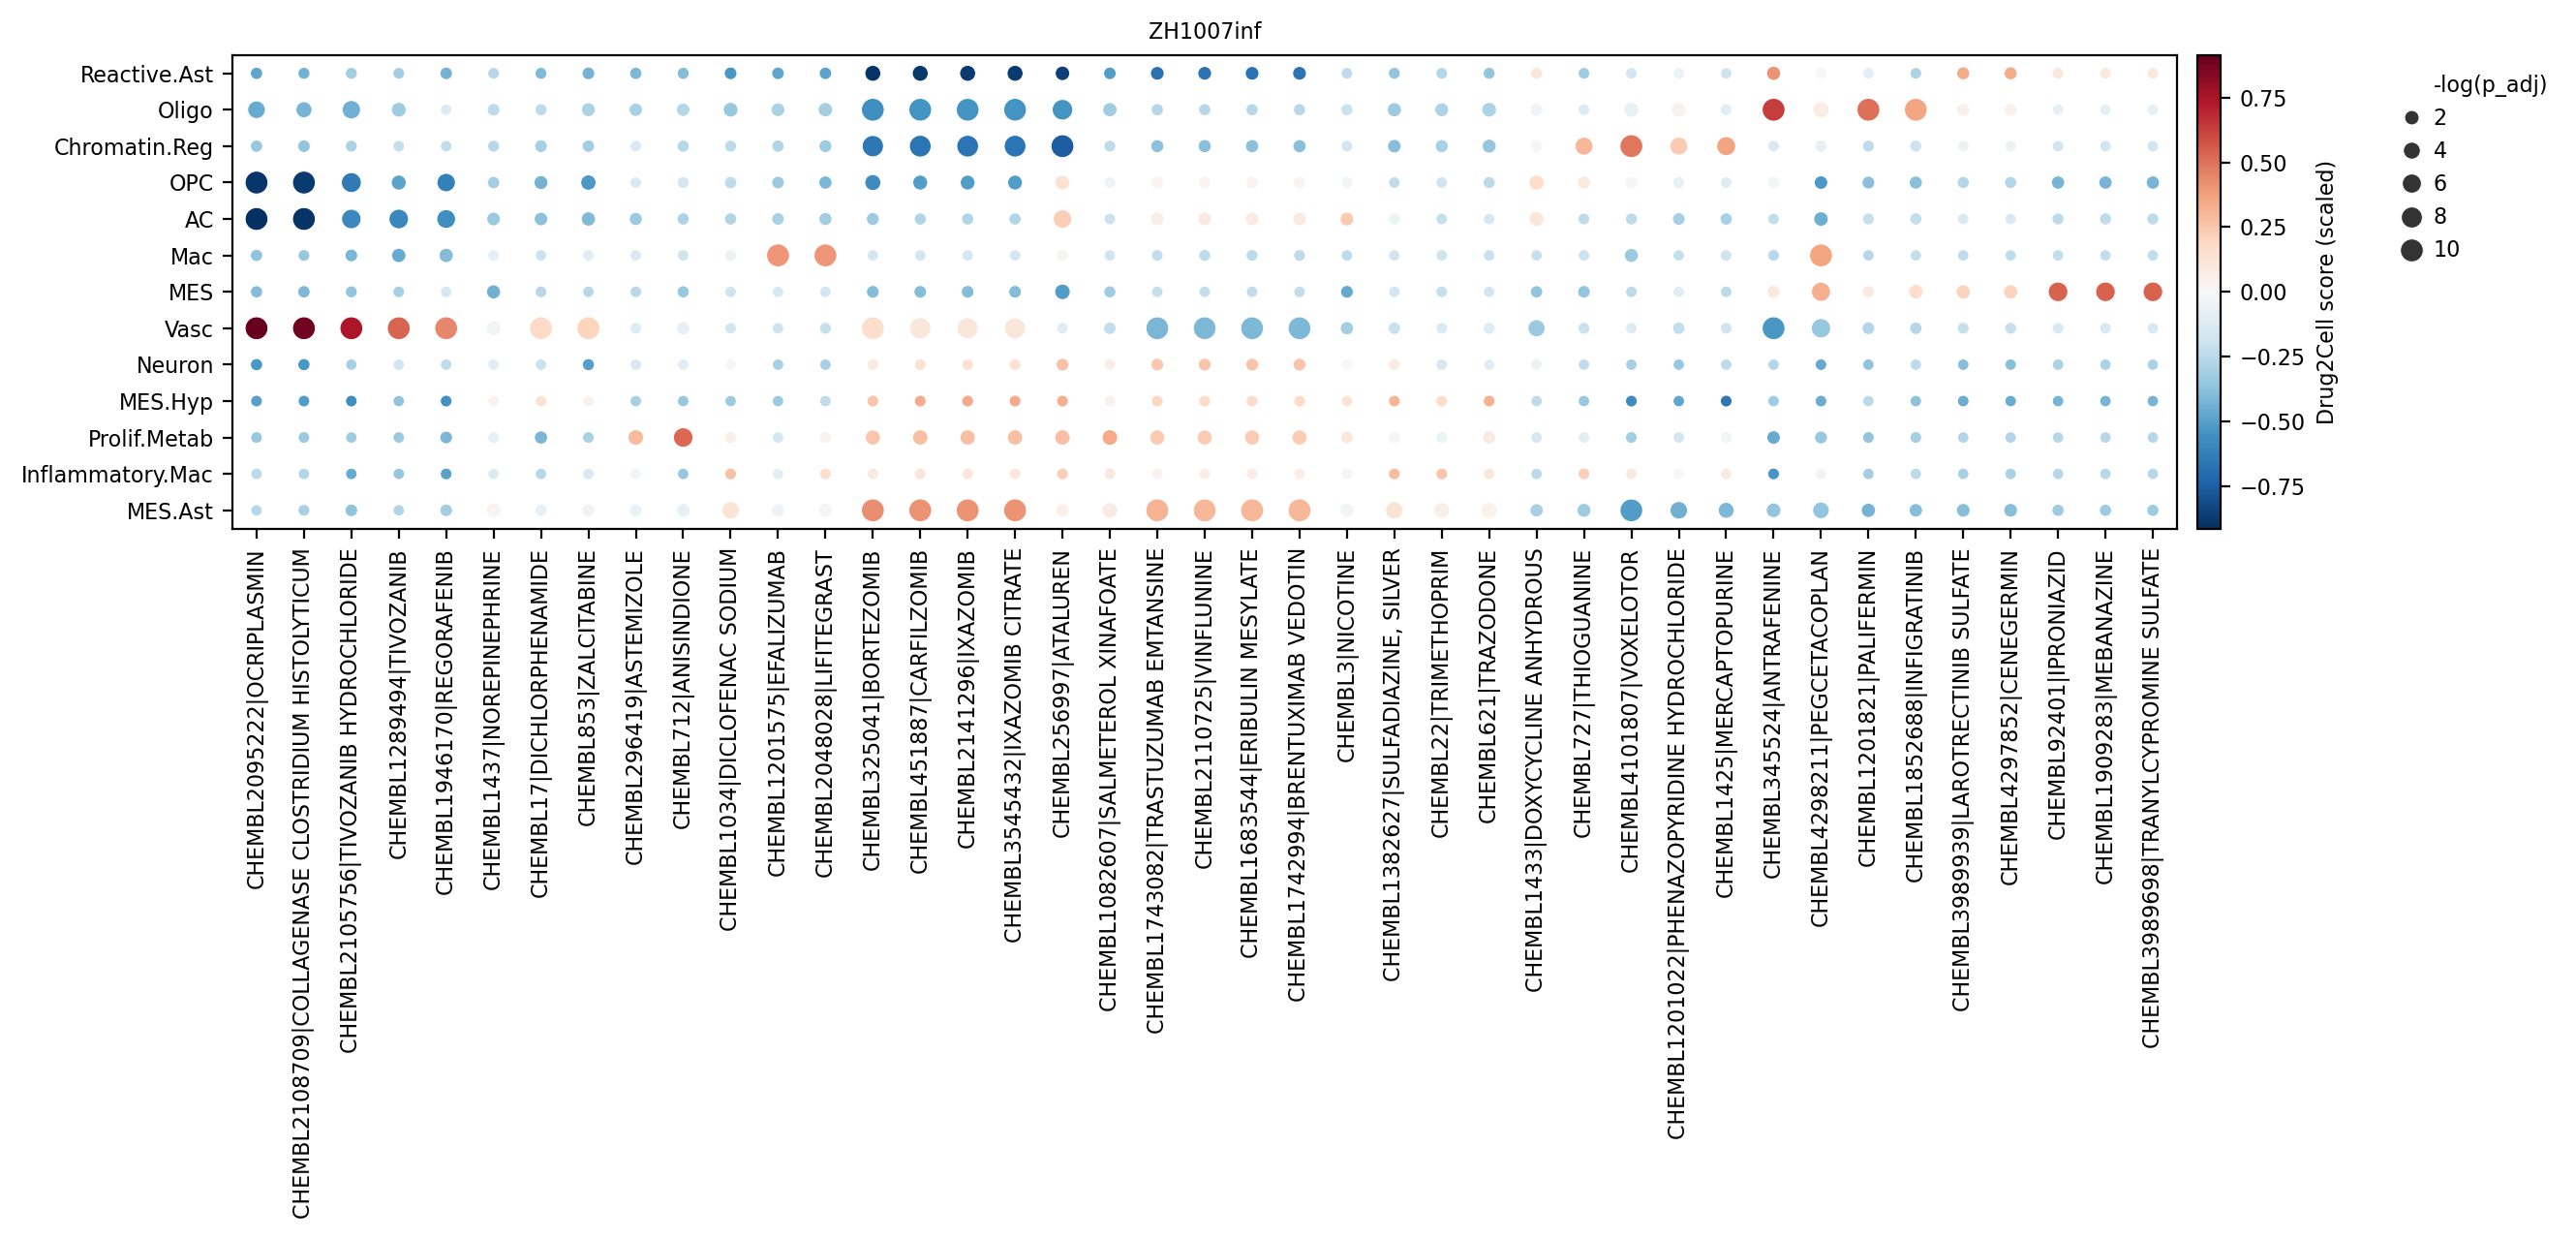 ZH1007inf
Reactive.Ast
Oligo
Chromatin.Reg
OPC
AC
Mac
MES
Vasc
Neuron
MES.Hyp
Prolif.Metab
Inflammatory.Mac
MES.Ast
CHEMBL2095222|OCRIPLASMIN
CHEMBL2108709|COLLAGENASE CLOSTRIDIUM HISTOLYTICUM
CHEMBL2105756|TIVOZANIB HYDROCHLORIDE
CHEMBL1289494|TIVOZANIB
CHEMBL1946170|REGORAFENIB
CHEMBL1437|NOREPINEPHRINE
CHEMBL17|DICHLORPHENAMIDE
CHEMBL853|ZALCITABINE
CHEMBL296419|ASTEMIZOLE
CHEMBL712|ANISINDIONE
CHEMBL1034|DICLOFENAC SODIUM
CHEMBL1201575|EFALIZUMAB
CHEMBL2048028|LIFITEGRAST
CHEMBL325041|BORTEZOMIB
CHEMBL451887|CARFILZOMIB
CHEMBL2141296|IXAZOMIB
CHEMBL3545432|IXAZOMIB CITRATE
CHEMBL256997|ATALUREN
CHEMBL1082607|SALMETEROL XINAFOATE
CHEMBL1743082|TRASTUZUMAB EMTANSINE
CHEMBL2110725|VINFLUNINE
CHEMBL1683544|ERIBULIN MESYLATE
CHEMBL1742994|BRENTUXIMAB VEDOTIN
CHEMBL3|NICOTINE
CHEMBL1382627|SULFADIAZINE, SILVER
CHEMBL22|TRIMETHOPRIM
CHEMBL621|TRAZODONE
CHEMBL1433|DOXYCYCLINE ANHYDROUS
CHEMBL727|THIOGUANINE
CHEMBL4101807|VOXELOTOR
CHEMBL1201022|PHENAZOPYRIDINE HYDROCHLORIDE
CHEMBL1425|MERCAPTOPURINE
CHEMBL345524|ANTRAFENINE
CHEMBL4298211|PEGCETACOPLAN
CHEMBL1201821|PALIFERMIN
CHEMBL1852688|INFIGRATINIB
CHEMBL3989939|LAROTRECTINIB SULFATE
CHEMBL4297852|CENEGERMIN
CHEMBL92401|IPRONIAZID
CHEMBL1909283|MEBANAZINE
CHEMBL3989698|TRANYLCYPROMINE SULFATE
0.75
0.50
0.25
0.00
−0.25
−0.50
−0.75
Drug2Cell score (scaled)
-log(p_adj)
2
4
6
8
10